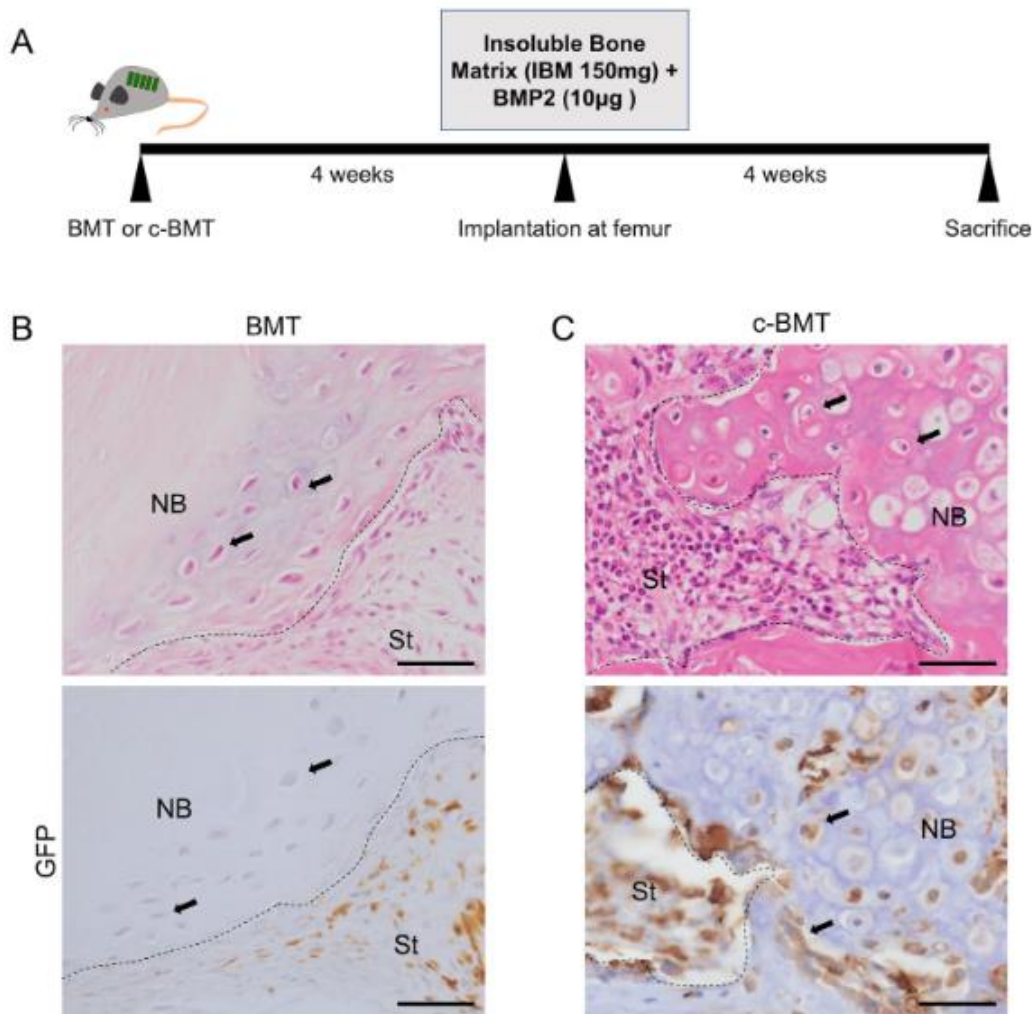 A
Insoluble Bone
Matrix (IBM 150mg) +
BMP2 (10µg )
4 weeks
4 weeks
BMT or c-BMT
Implantation at femur
Sacrifice
B
BMT
C
c-BMT
NB
St
NB
St
GFP
NB
St
NB
St